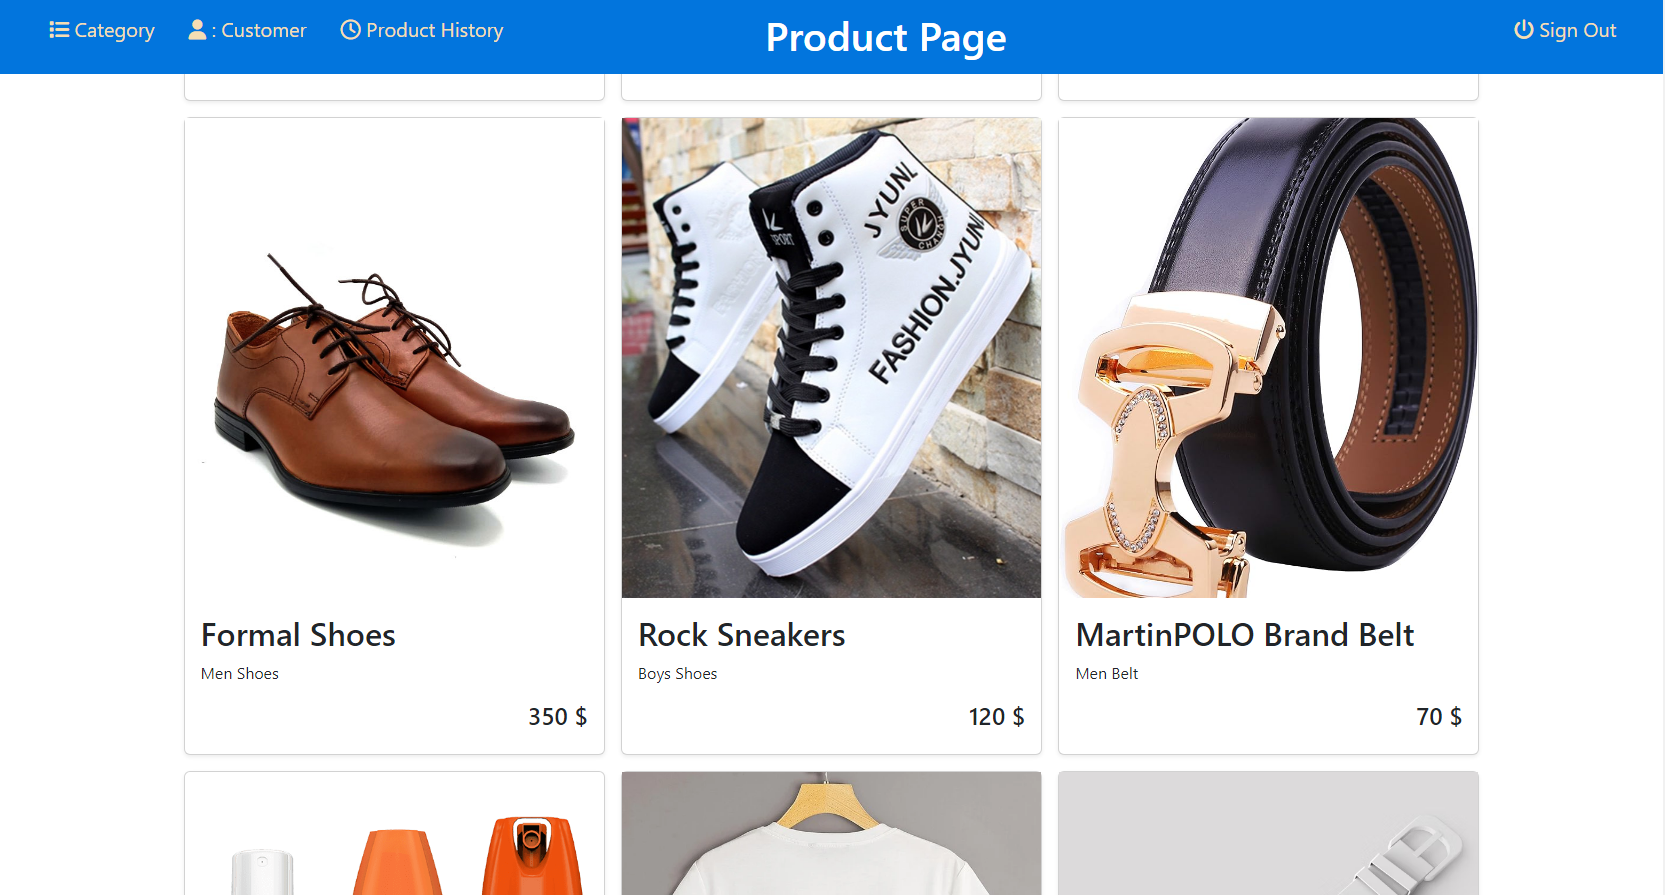 Category
: Customer
Product History
Product Page
Sign Out
JYUNI
SUPER
CHANGH
SPORT
FASHION.JYUNI
Formal Shoes
Men Shoes
350 $
Rock Sneakers
Boys Shoes
120 $
MartinPOLO Brand Belt
Men Belt
70 $